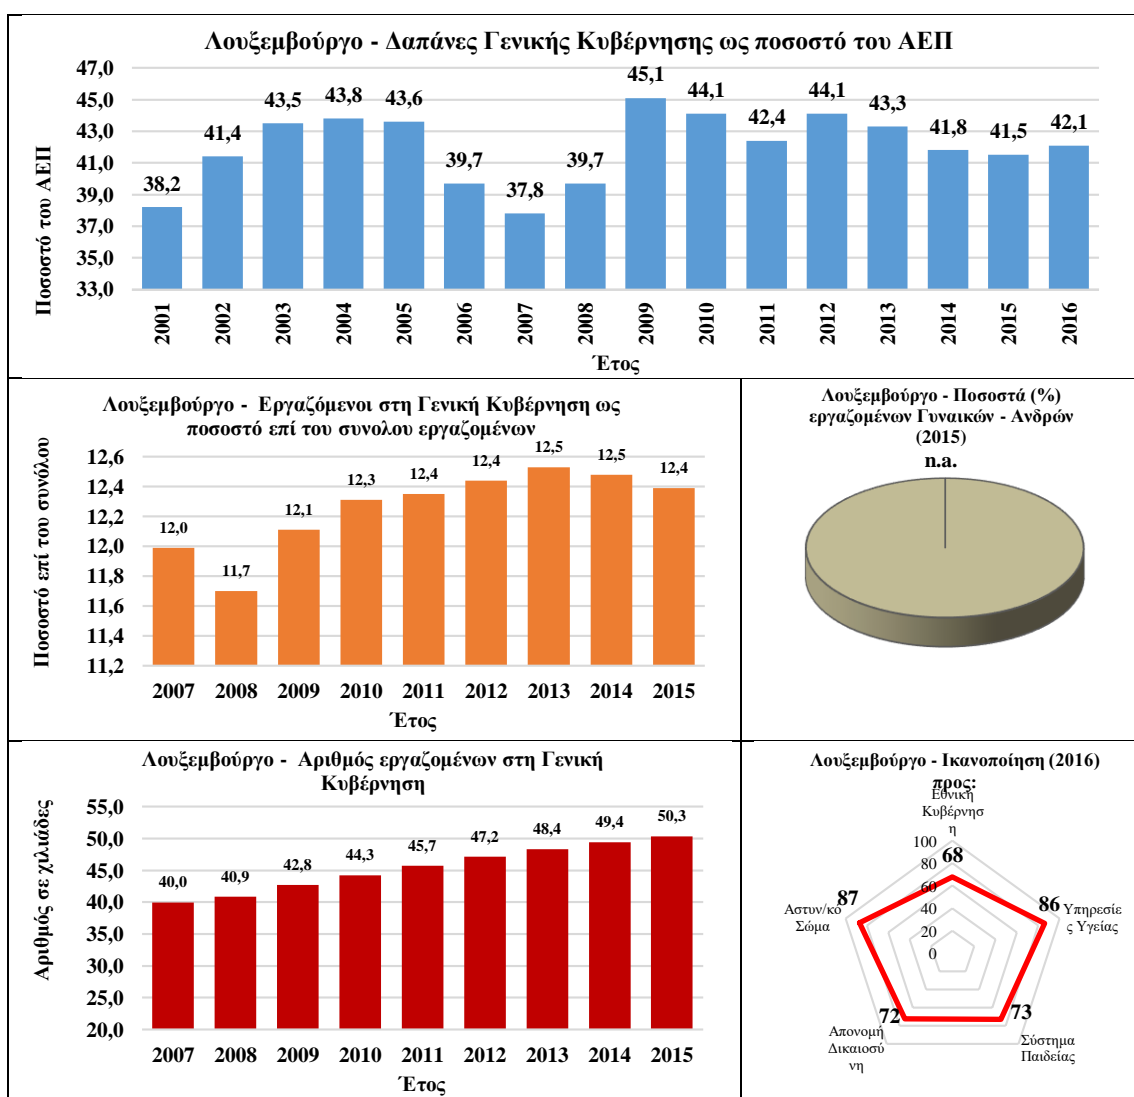 Λουξεμβούργο - Δαπάνες Γενικής Κυβέρνησης ως ποσοστό του ΑΕΠ
Ποσοστό του ΑΕΠ
47,0
45,0
43,0
41,0
39,0
37,0
35,0
33,0
38,2 41,4 43,5 43,8 43,6 39,7 37,8 39,7 45,1 44,1 42,4 44,1 43,3 41,8 41,5 42,1
2001 2002 2003 2004 2005 2006 2007 2008 2009 2010 2011 2012 2013 2014 2015 2016
Έτος
Λουξεμβούργο - Εργαζόμενοι στη Γενική Κυβέρνηση ως
ποσοστό επί του συνολου εργαζομένων
Ποσοστό επί του συνόλου
12,6
12,4
12,2
12,0
11,8
11,6
11,4
11,2
12,0 11,7 12,1 12,3 12,4 12,4 12,5 12,5 12,4
2007 2008 2009 2010 2011 2012 2013 2014 2015
Έτος
Λουξεμβούργο - Ποσοστά (%)
εργαζομένων Γυναικών - Ανδρών
(2015)
n.a.
Λουξεμβούργο - Αριθμός εργαζομένων στη Γενική
Κυβέρνηση
Αριθμός σε χιλιάδες
55,0
50,0
45,0
40,0
35,0
30,0
25,0
20,0
40,0 40,9 42,8 44,3 45,7 47,2 48,4 49,4 50,3
2007 2008 2009 2010 2011 2012 2013 2014 2015
Έτος
Λουξεμβούργο - Ικανοποίηση (2016)
προς:
Εθνική
Κυβέρνησ
η
100
80
60
40
20
0
68
86
Υπηρεσίε
ς Υγείας
73
Σύστημα
Παιδείας
72
Απονομή
Δικαιοσύ
νη
87
Αστυν/κό
Σώμα